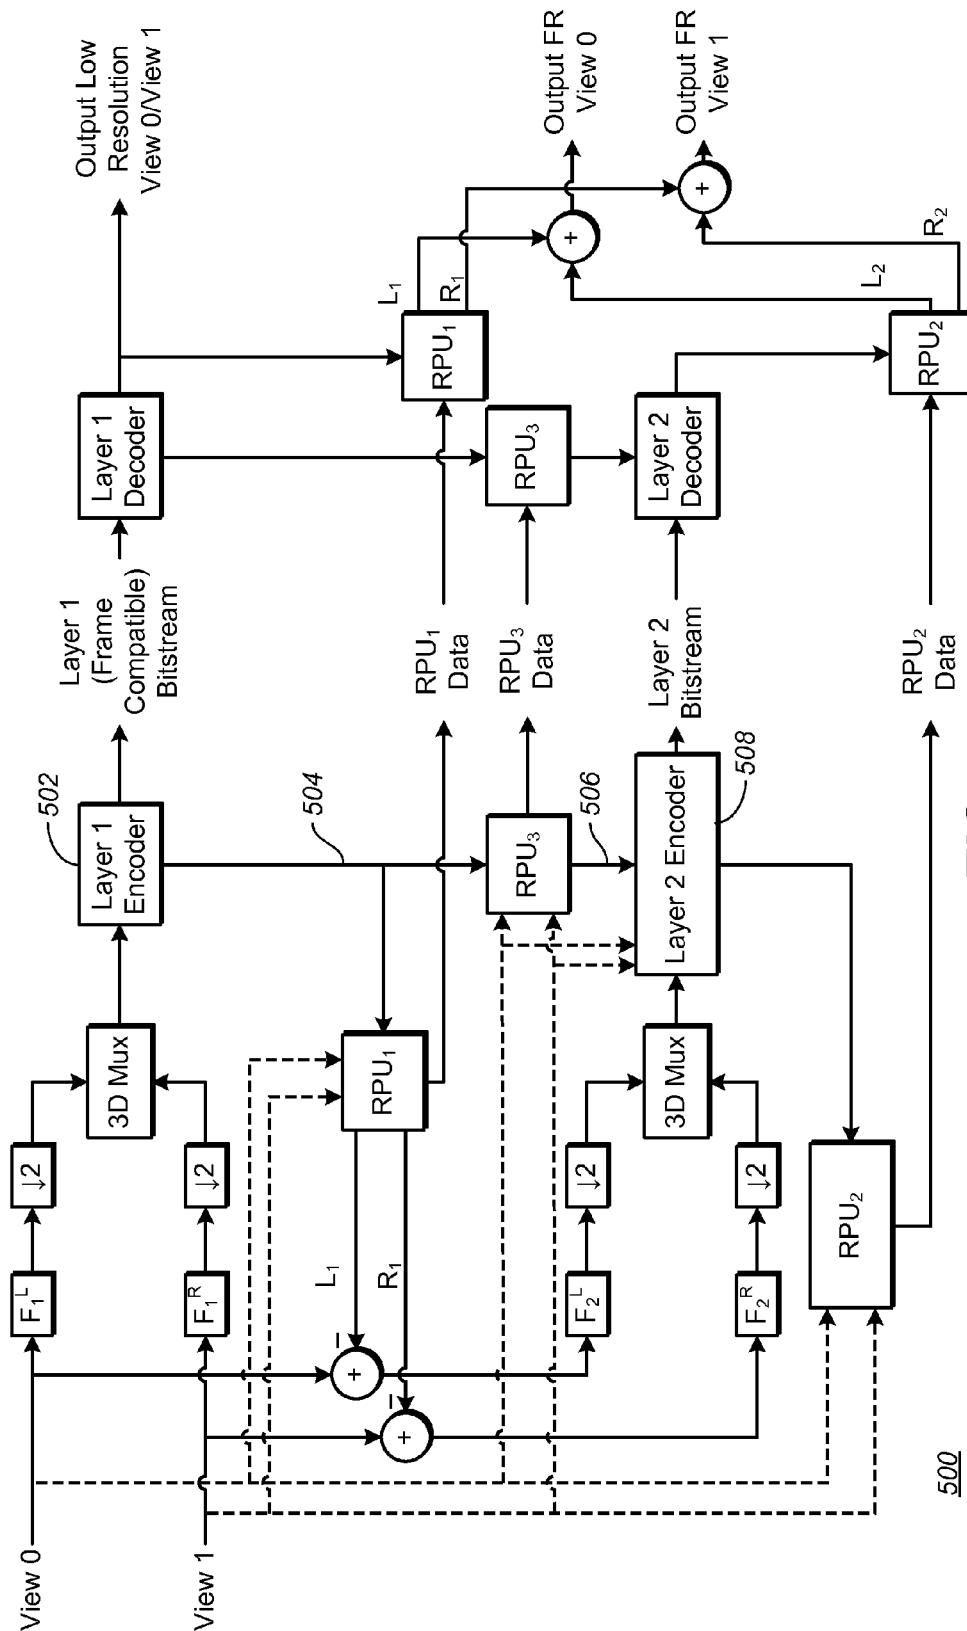 View 0
View 1
F₁ᴸ
F₁ᴿ
↓2
↓2
3D Mux
502
Layer 1
Encoder
Layer 1
(Frame
Compatible)
Bitstream
Layer 1
Decoder
Output Low
Resolution
View 0/View 1
504
L₁
R₁
RPU₁
−
+
−
+
RPU₁
Data
RPU₁
L₁
R₁
+
+
Output FR
View 0
Output FR
View 1
RPU₃
RPU₃
Data
RPU₃
506
F₂ᴸ
F₂ᴿ
↓2
↓2
3D Mux
Layer 2 Encoder
508
Layer 2
Bitstream
Layer 2
Decoder
L₂
R₂
RPU₂
RPU₂
Data
RPU₂
500